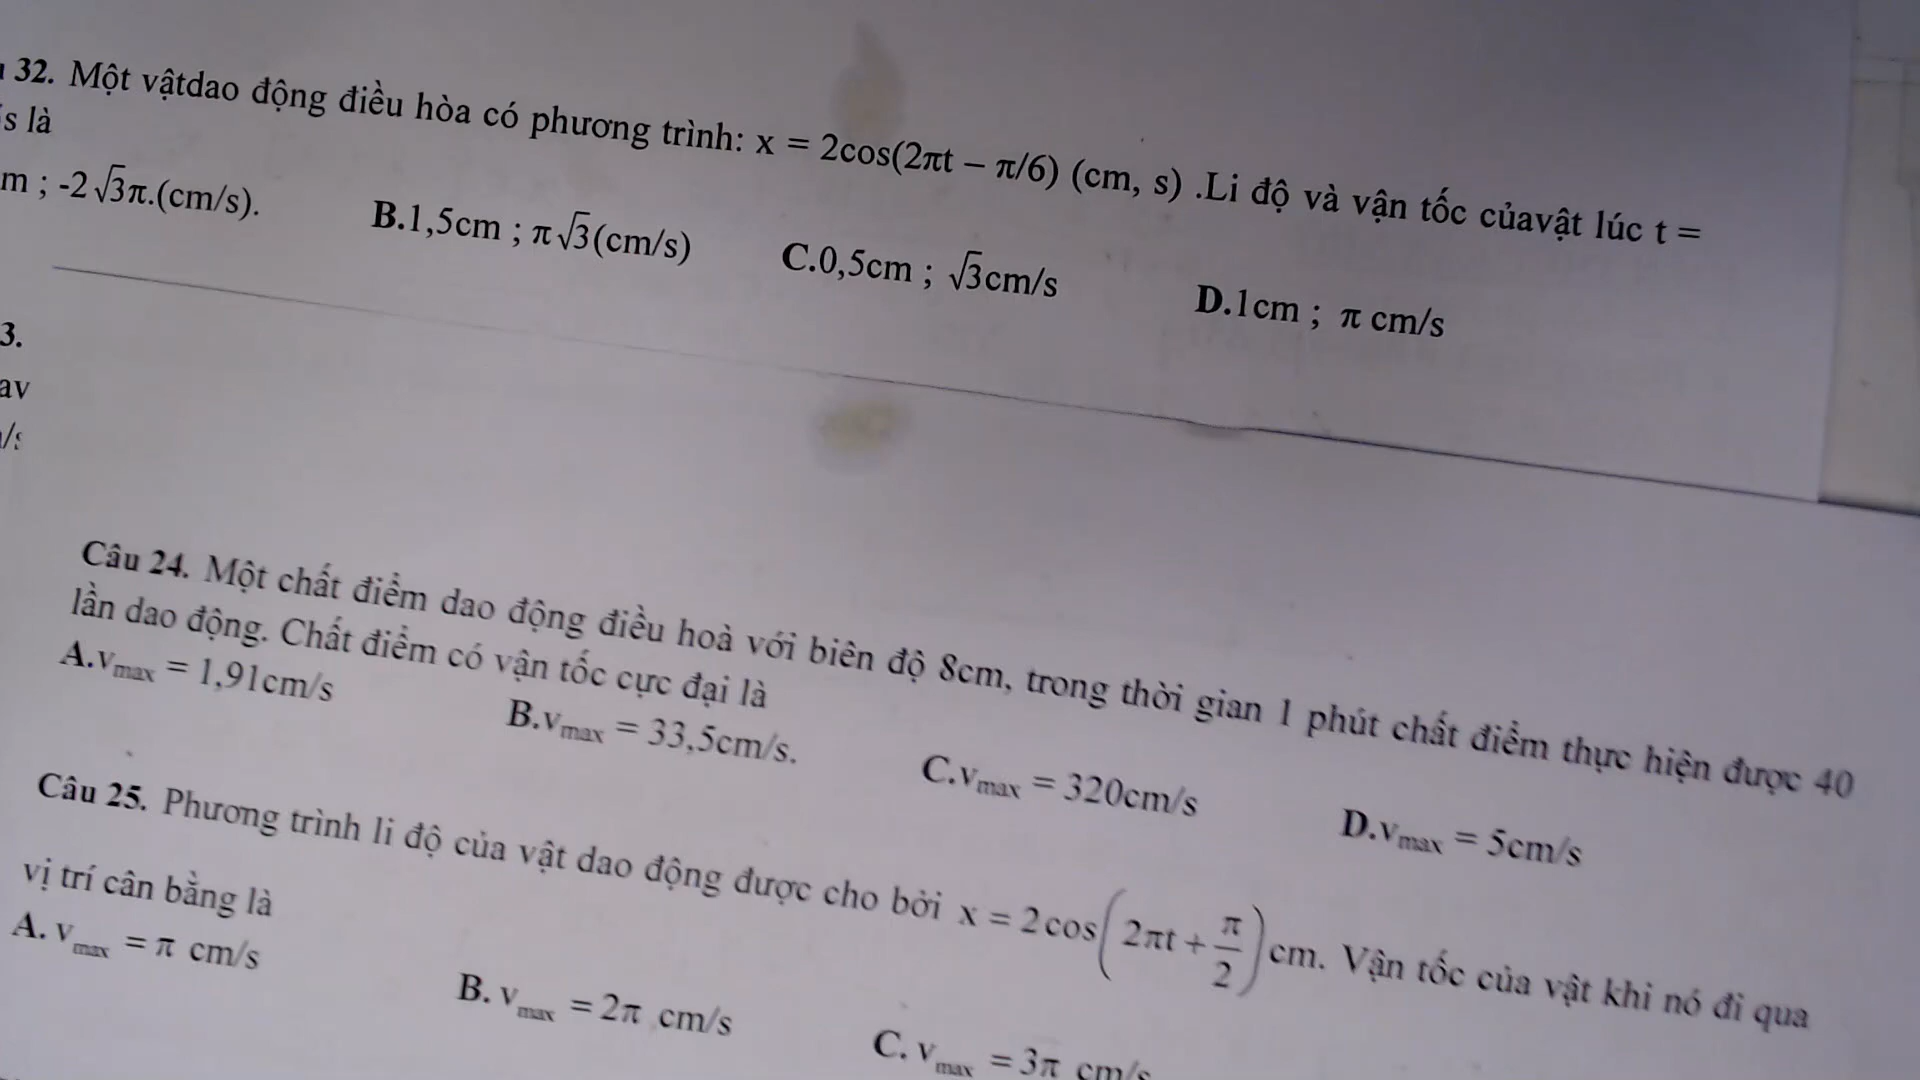 32. Một vậtdao động điều hòa có phương trình: x = 2cos(2πt – π/6) (cm, s) .Li độ và vận tốc củavật lúc t =
s là
m ; -2√3π.(cm/s). B.1,5cm ; π√3(cm/s) C.0,5cm ; √3cm/s D.1cm ; π cm/s
3.
av
Câu 24. Một chất điểm dao động điều hoà với biên độ 8cm, trong thời gian 1 phút chất điểm thực hiện được 40
lần dao động. Chất điểm có vận tốc cực đại là
A.vmax = 1,91cm/s B.vmax = 33,5cm/s. C.vmax = 320cm/s D.vmax = 5cm/s
Câu 25. Phương trình li độ của vật dao động được cho bởi x = 2cos(2πt + π/2)cm. Vận tốc của vật khi nó đi qua
vị trí cân bằng là
A. vmax = π cm/s B. vmax = 2π cm/s C. vmax = 3π cm/s